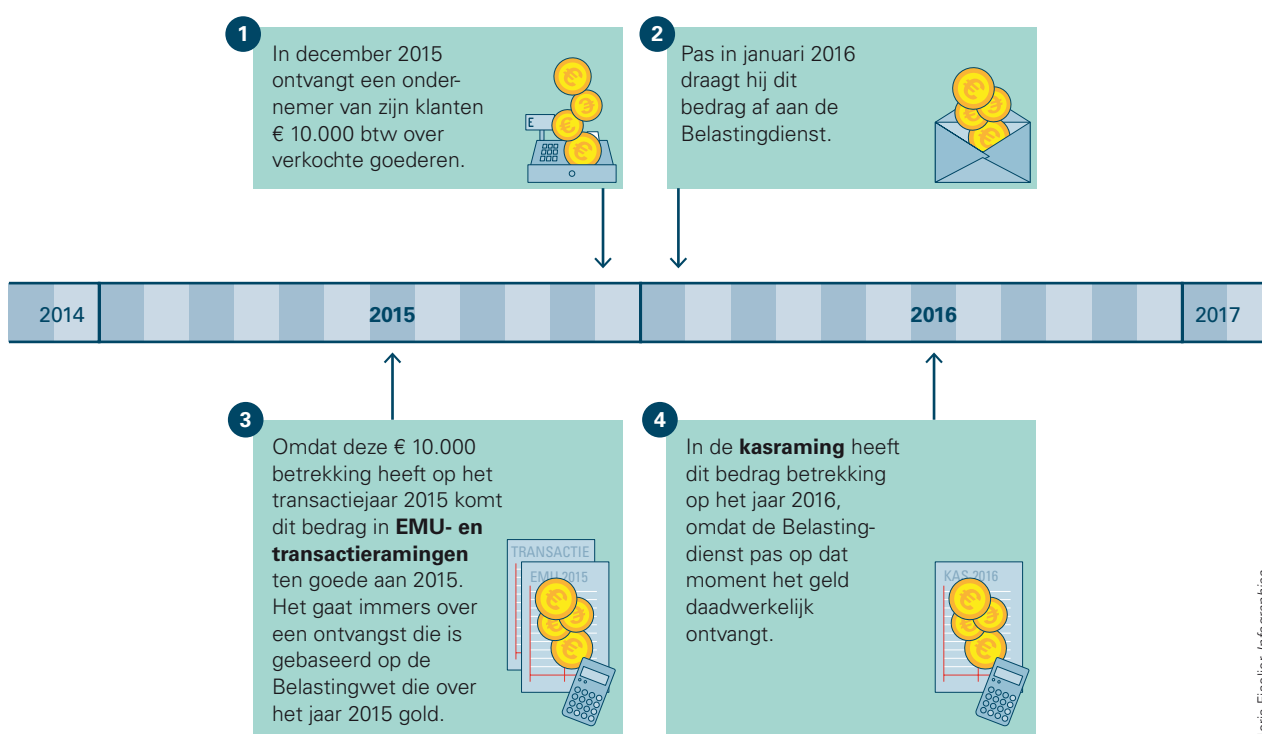 1
In december 2015
ontvangt een onder-
nemer van zijn klanten
€ 10.000 btw over
verkochte goederen.
E
2
Pas in januari 2016
draagt hij dit
bedrag af aan de
Belastingdienst.
2014
2015
2016
2017
3
Omdat deze € 10.000
betrekking heeft op het
transactiejaar 2015 komt
dit bedrag in EMU- en
transactieramingen
ten goede aan 2015.
Het gaat immers over
een ontvangst die is
gebaseerd op de
Belastingwet die over
het jaar 2015 gold.
TRANSACTIE
EMU 2015
4
In de kasraming heeft
dit bedrag betrekking
op het jaar 2016,
omdat de Belasting-
dienst pas op dat
moment het geld
daadwerkelijk
ontvangt.
KAS 2016